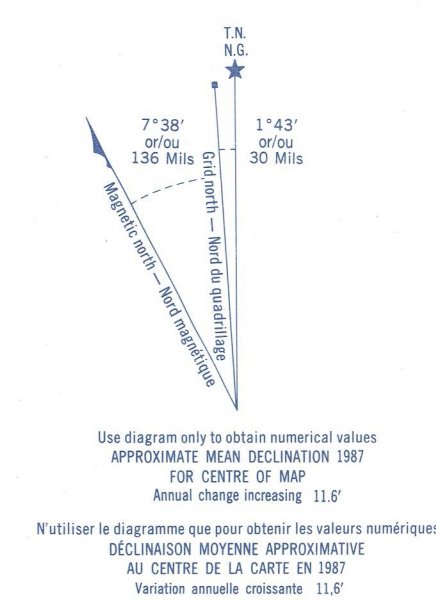 T.N.
N.G.
7°38′
or/ou
136 Mils
1°43′
or/ou
30 Mils
Grid north — Nord du quadrillage
Magnetic north — Nord magnétique
Use diagram only to obtain numerical values
APPROXIMATE MEAN DECLINATION 1987
FOR CENTRE OF MAP
Annual change increasing 11.6′
N'utiliser le diagramme que pour obtenir les valeurs numériques
DÉCLINAISON MOYENNE APPROXIMATIVE
AU CENTRE DE LA CARTE EN 1987
Variation annuelle croissante 11,6′